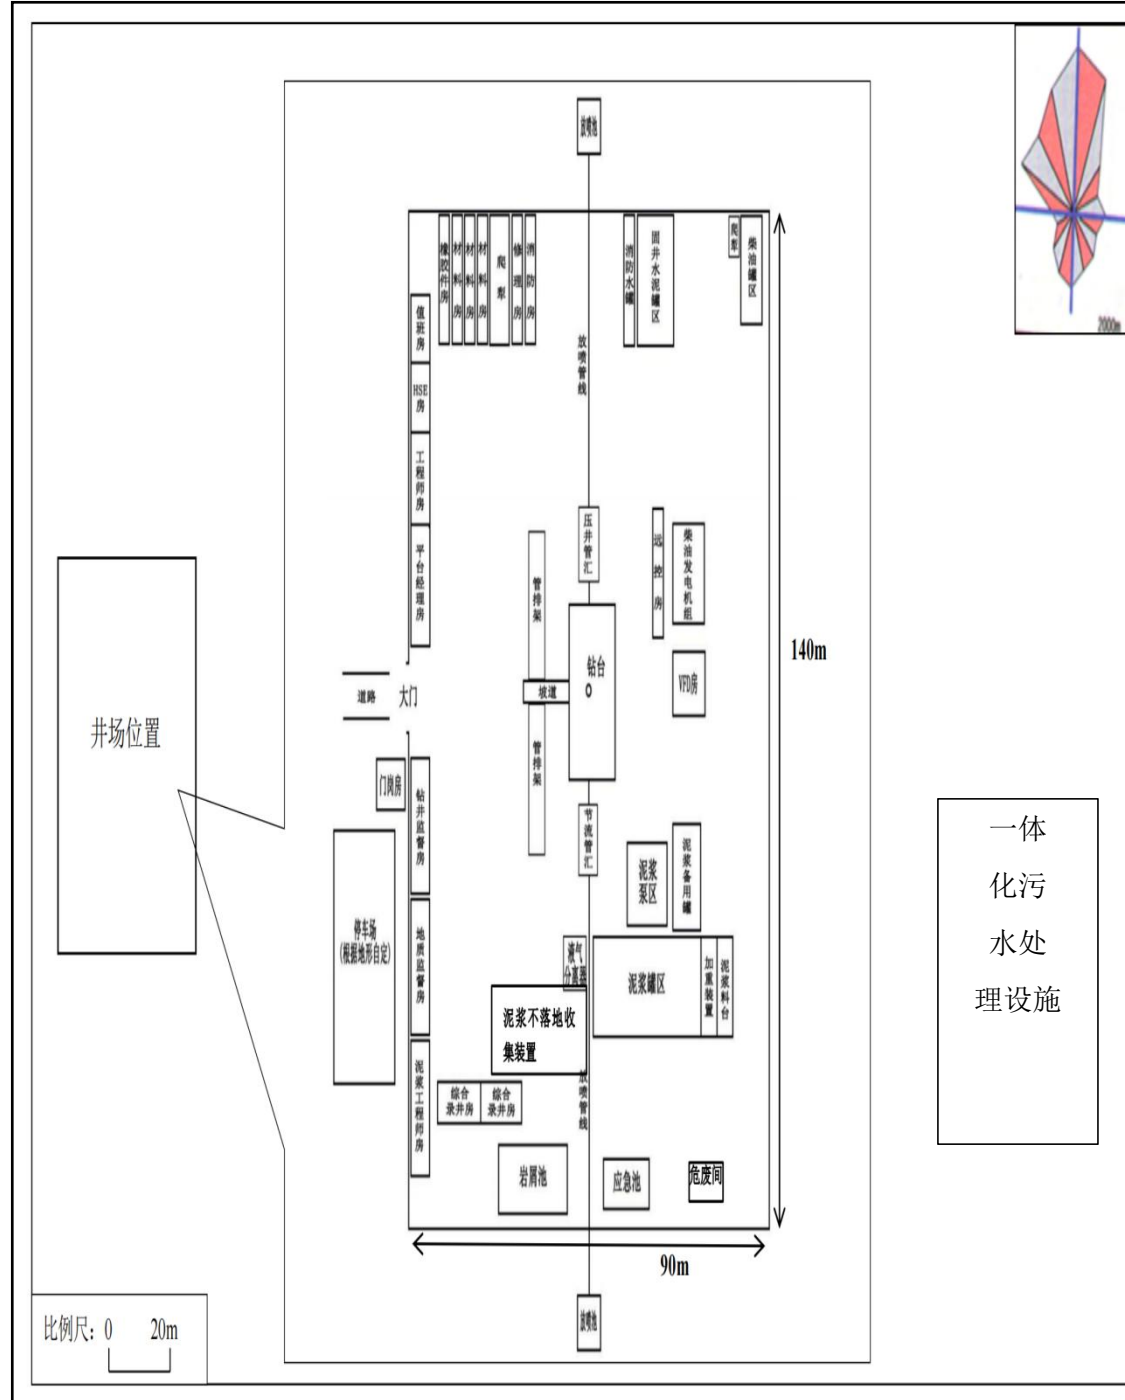 2000m
放喷池
橡胶件房
材料房
材料房
材料房
爬犁
修理房
消防房
消防水罐
固井水泥罐区
爬犁
柴油罐区
值班房
HSE房
工程师房
平台经理房
放喷管线
压井管汇
管排架
远控房
柴油发电机组
钻台
VFD房
坡道
140m
道路
大门
井场位置
管排架
门岗房
钻井监督房
节流管汇
泥浆
泵区
泥浆备用罐
一体
化污
水处
理设施
停车场
(根据地形自定)
地质监督房
液气
分离器
泥浆罐区
加重装置
泥浆料台
泥浆不落地收
集装置
泥浆工程师房
综合
录井房
综合
录井房
放喷管线
岩屑池
应急池
危废间
90m
放喷池
比例尺: 0 20m